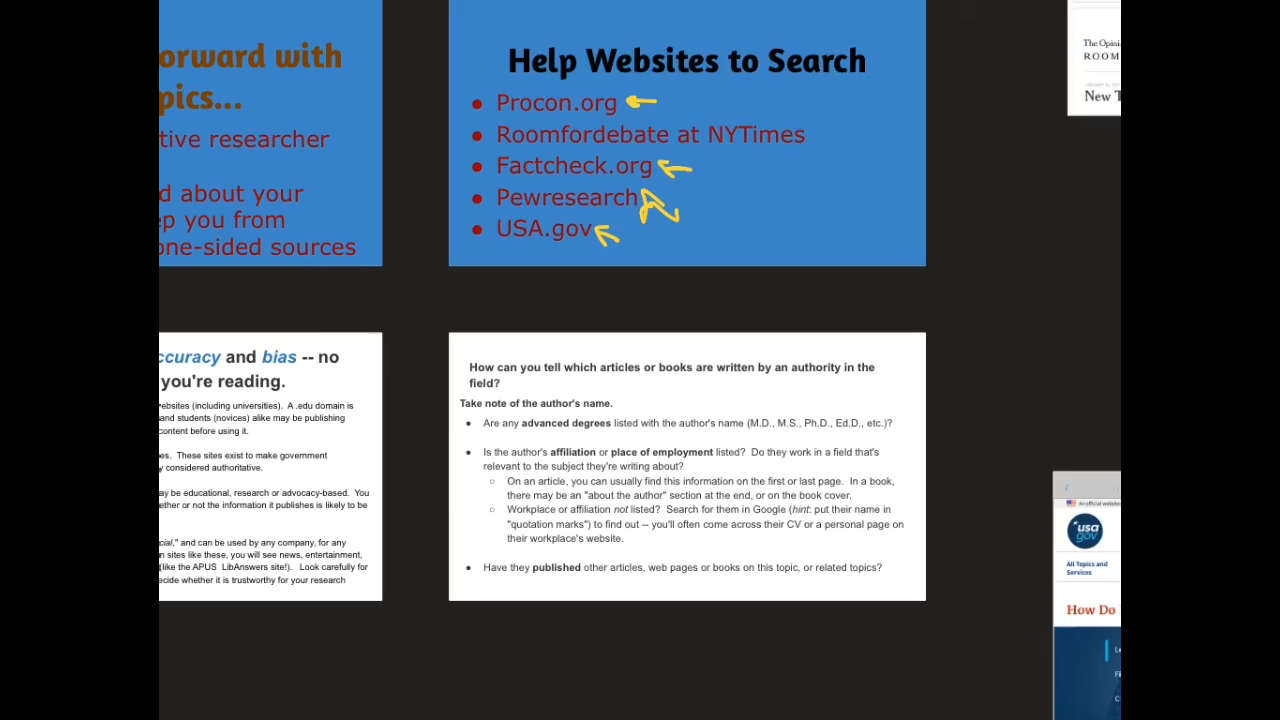 orward with
pics...
tive researcher
d about your
ep you from
one-sided sources
Help Websites to Search
● Procon.org
● Roomfordebate at NYTimes
● Factcheck.org
● Pewresearch
● USA.gov
The Opini
ROOM
New T
ccuracy and bias -- no
you're reading.
ebsites (including universities). A .edu domain is
and students (novices) alike may be publishing
content before using it.
es. These sites exist to make government
y considered authoritative.
ay be educational, research or advocacy-based. You
ether or not the information it publishes is likely to be
cial," and can be used by any company, for any
n sites like these, you will see news, entertainment,
(like the APUS LibAnswers site!). Look carefully for
ecide whether it is trustworthy for your research
How can you tell which articles or books are written by an authority in the
field?
Take note of the author's name.
● Are any advanced degrees listed with the author's name (M.D., M.S., Ph.D., Ed.D., etc.)?
● Is the author's affiliation or place of employment listed? Do they work in a field that's
relevant to the subject they're writing about?
○ On an article, you can usually find this information on the first or last page. In a book,
there may be an "about the author" section at the end, or on the book cover.
○ Workplace or affiliation not listed? Search for them in Google (hint: put their name in
"quotation marks") to find out -- you'll often come across their CV or a personal page on
their workplace's website.
● Have they published other articles, web pages or books on this topic, or related topics?
An official website
usa
gov
All Topics and
Services
How Do